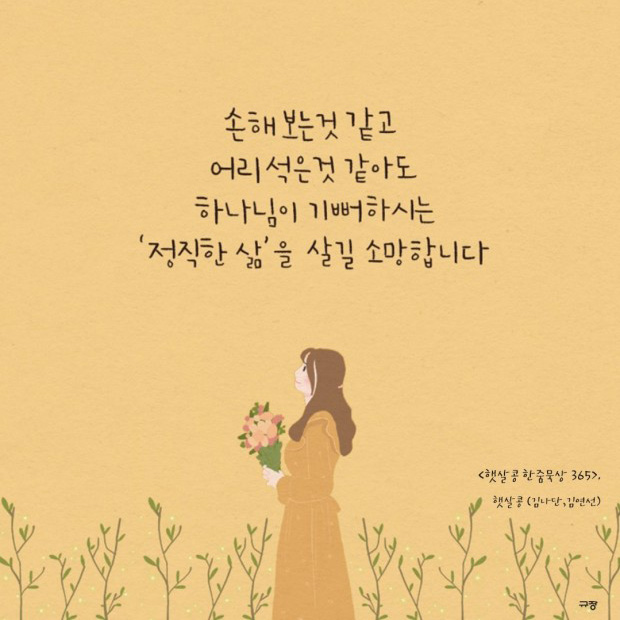 손해 보는것 같고
어리석은것 같아도
하나님이 기뻐하시는
‘정직한 삶’을 살길 소망합니다
<햇살콩 한줌묵상 365>,
햇살콩 (김나단,김연선)
규장